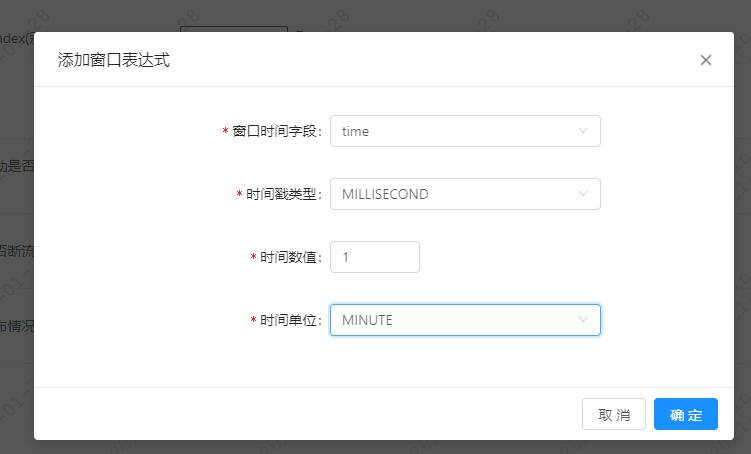 ndex(
添加窗口表达式
* 窗口时间字段:
time
* 时间戳类型:
MILLISECOND
动是否
* 时间数值:
1
否断流
* 时间单位:
MINUTE
布情况
取 消
确 定